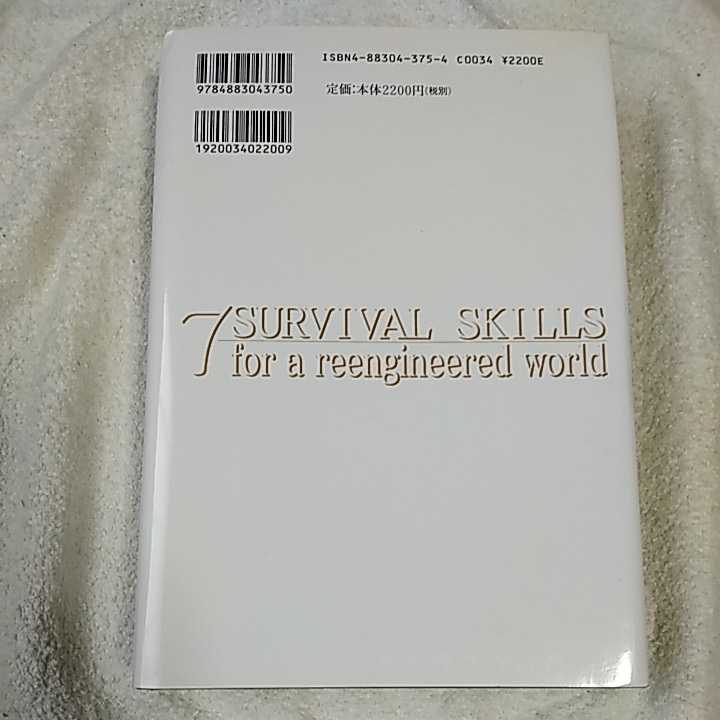 ISBN4-88304-375-4 C0034 ¥2200E
9784883043750
定価:本体2200円(税別)
1920034022009
7 SURVIVAL SKILLS
for a reengineered world